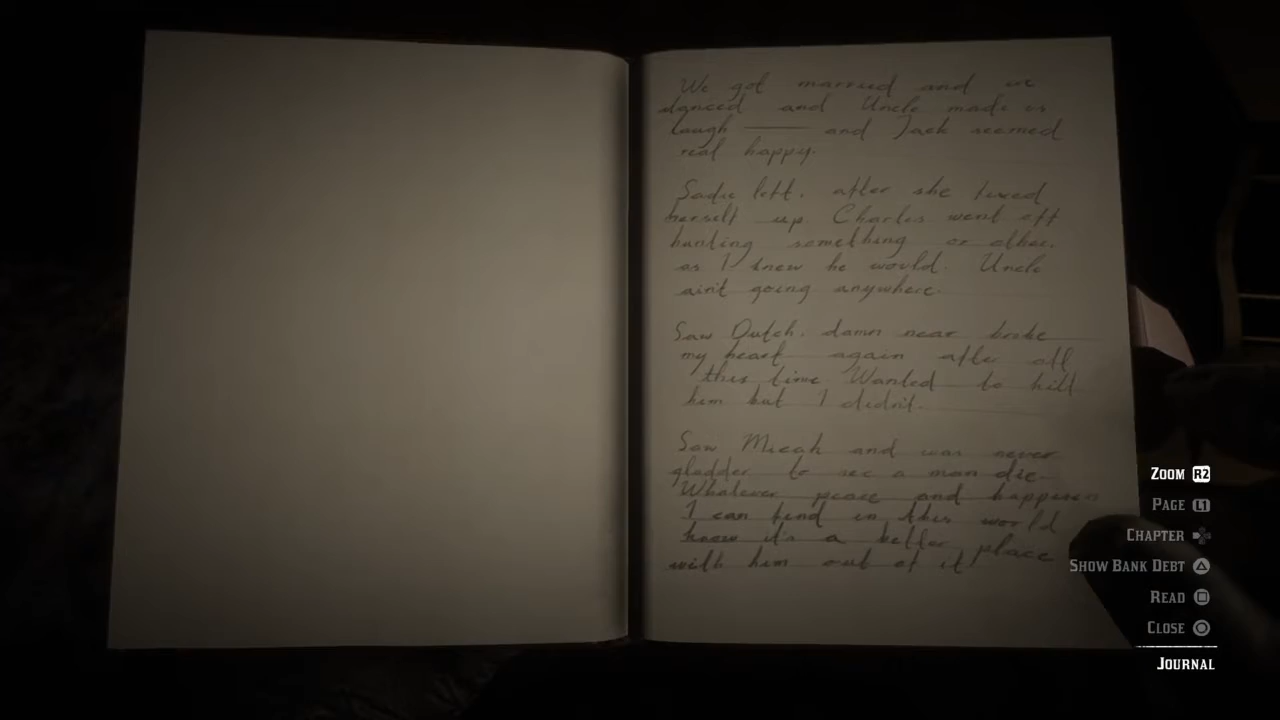 We got married and we
danced and Uncle made us
laugh — and Jack seemed
real happy.
Sadie left, after she fixed
herself up. Charles went off
hunting something or other,
as I knew he would. Uncle
ain't going anywhere.
Saw Dutch, damn near broke
my heart again after all
this time. Wanted to kill
him but I didn't.
Saw Micah and was never
gladder to see a man die.
Whatever peace and happiness
I can find in this world
know it's a better place
with him out of it!
ZOOM R2
PAGE L1
CHAPTER
SHOW BANK DEBT
READ
CLOSE
JOURNAL